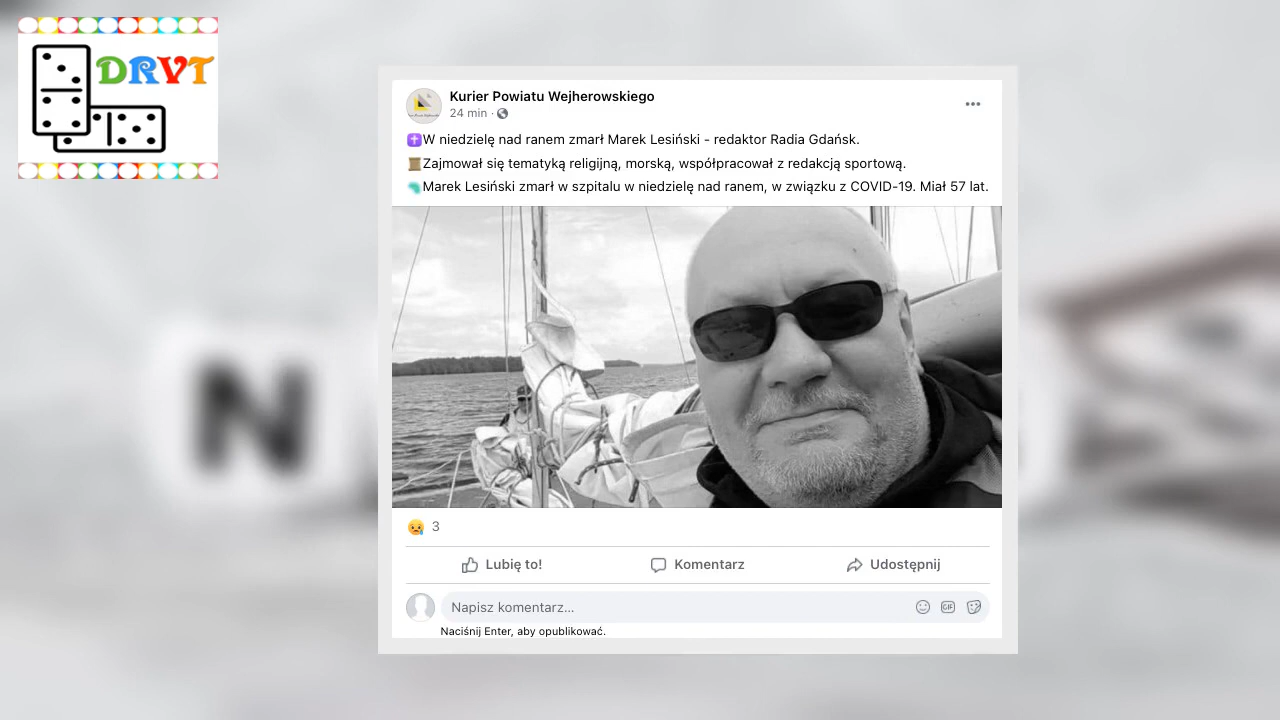 DRVT
Kurier Powiatu Wejherowskiego
24 min ·
W niedzielę nad ranem zmarł Marek Lesiński - redaktor Radia Gdańsk.
Zajmował się tematyką religijną, morską, współpracował z redakcją sportową.
Marek Lesiński zmarł w szpitalu w niedzielę nad ranem, w związku z COVID-19. Miał 57 lat.
N
3
Lubię to! Komentarz Udostępnij
Napisz komentarz... GIF
Naciśnij Enter, aby opublikować.